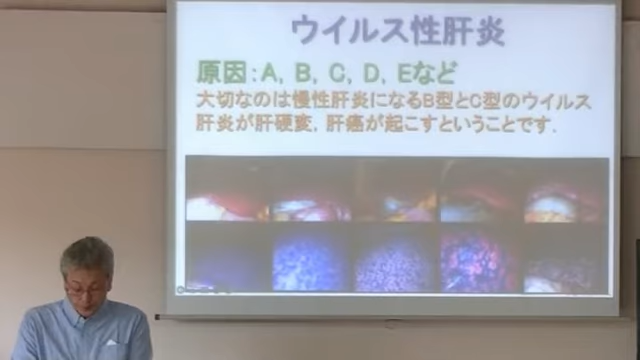 ウイルス性肝炎
原因：A, B, C, D, Eなど
大切なのは慢性肝炎になるB型とC型のウイルス
肝炎が肝硬変，肝癌が起こすということです．